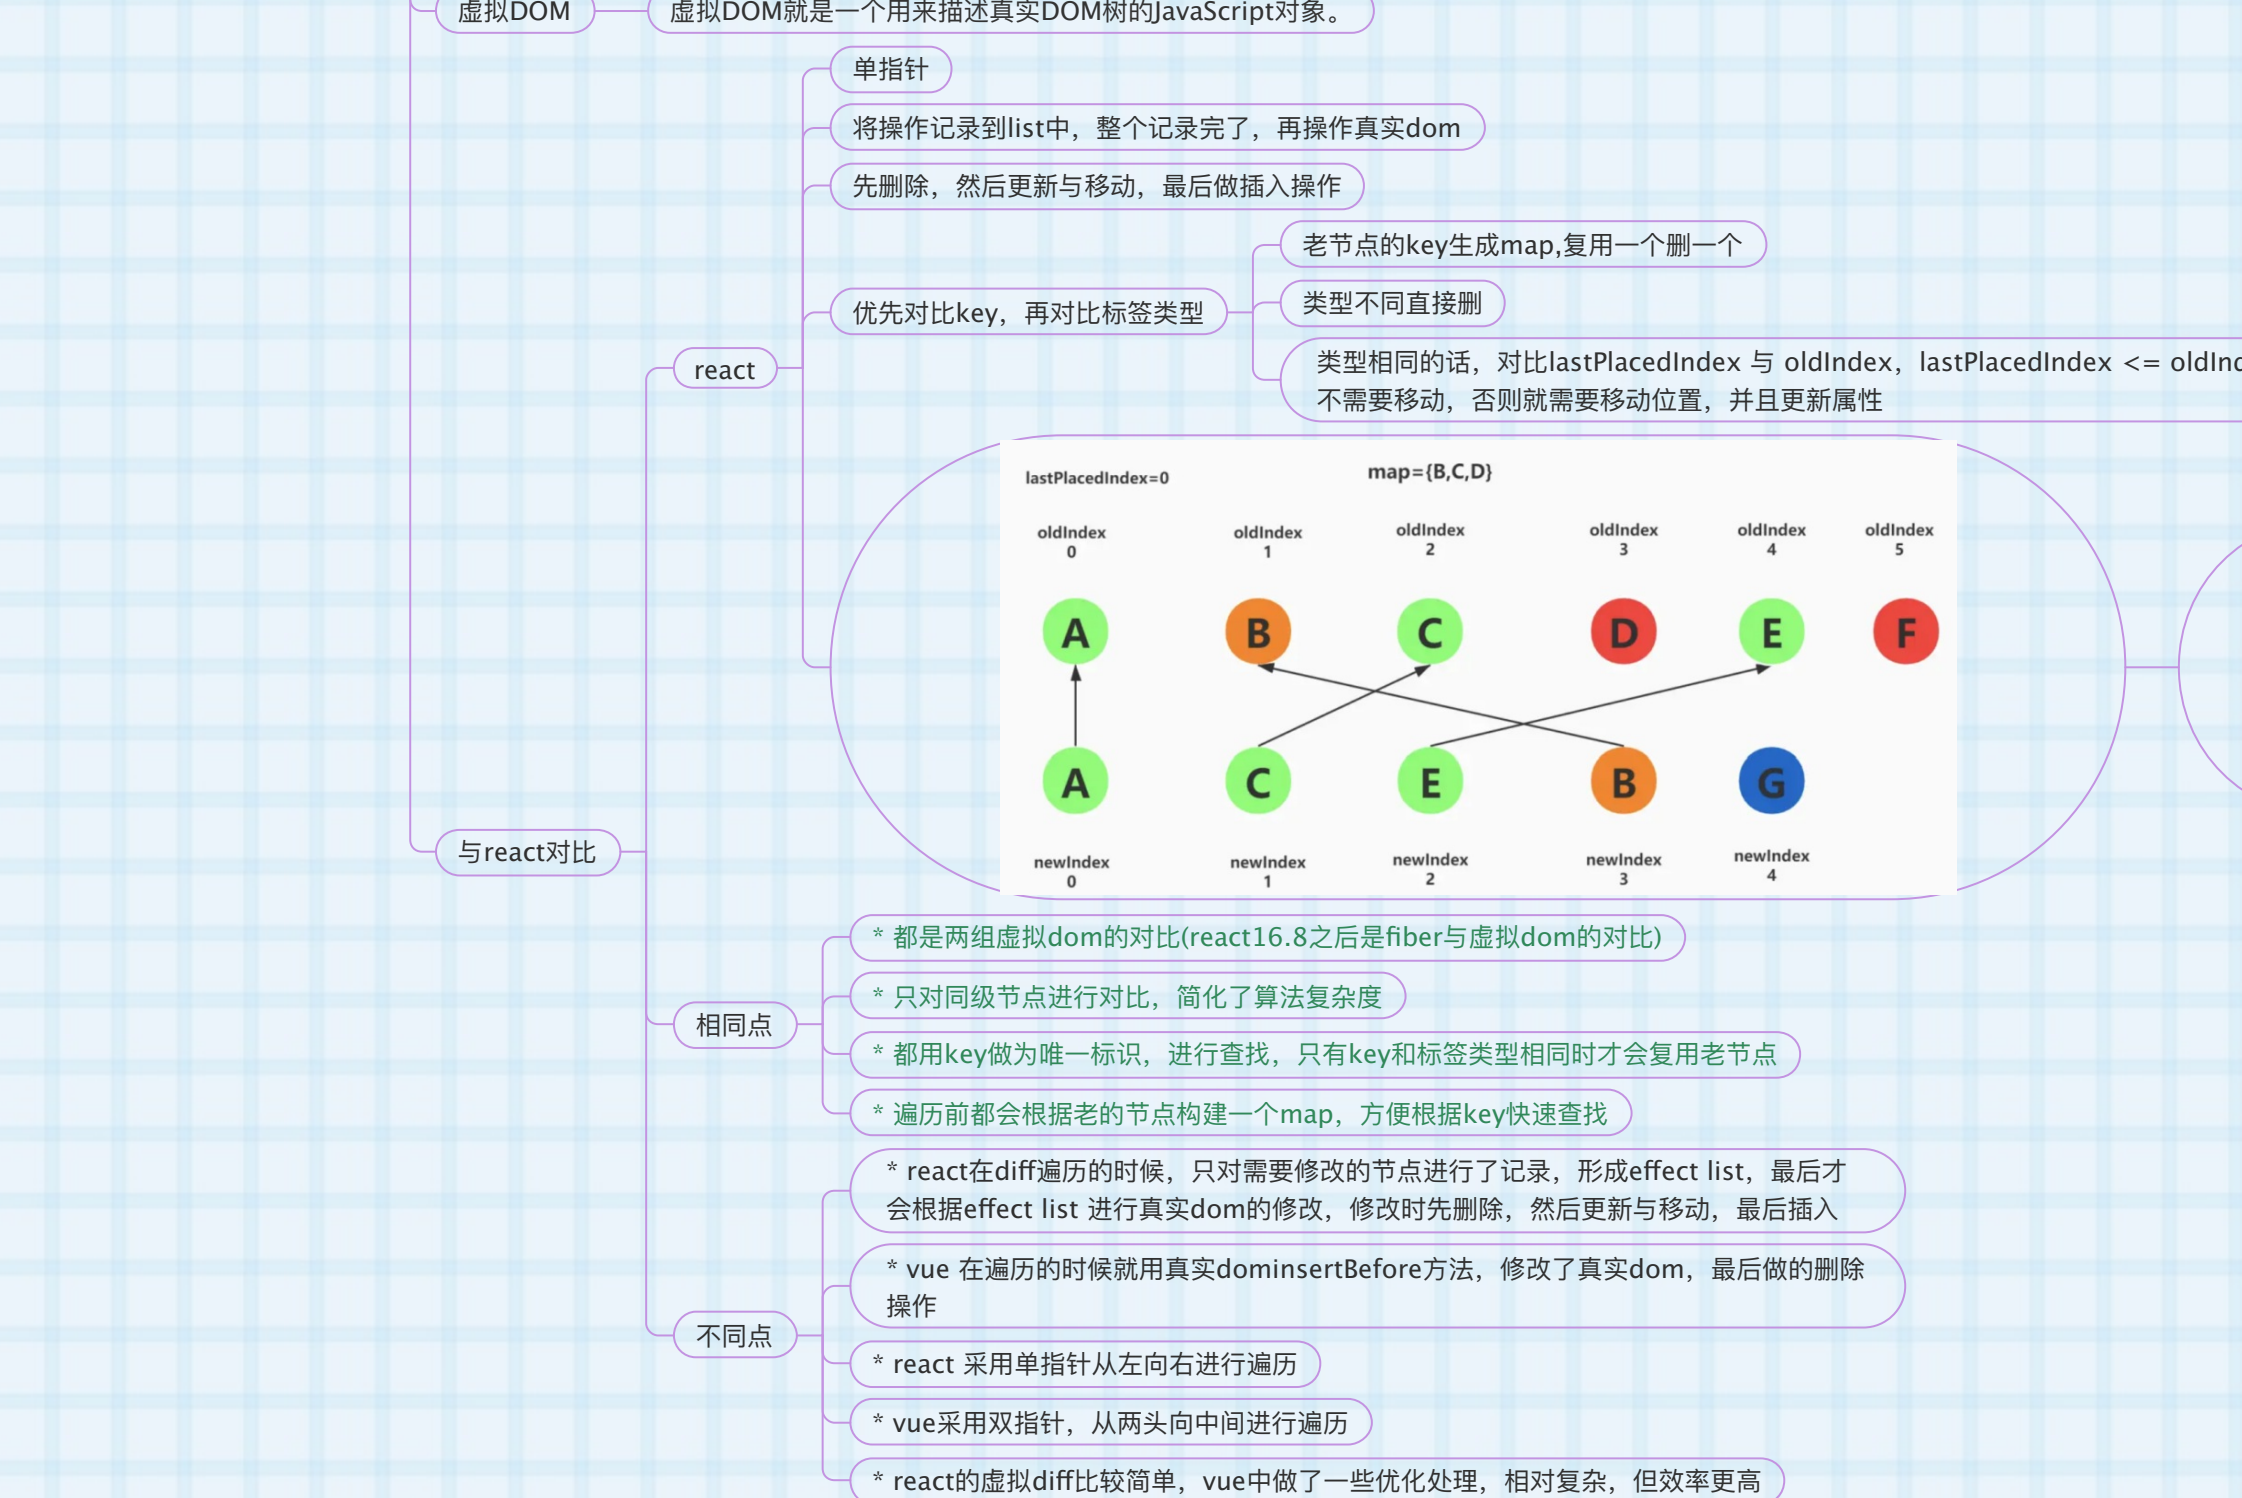 虚拟DOM
虚拟DOM就是一个用来描述真实DOM树的JavaScript对象。
与react对比
react
单指针
将操作记录到list中，整个记录完了，再操作真实dom
先删除，然后更新与移动，最后做插入操作
优先对比key，再对比标签类型
老节点的key生成map,复用一个删一个
类型不同直接删
类型相同的话，对比lastPlacedIndex 与 oldIndex，lastPlacedIndex <=
不需要移动，否则就需要移动位置，并且更新属性
lastPlacedIndex=0
map={B,C,D}
oldIndex oldIndex oldIndex oldIndex oldIndex oldIndex
0 1 2 3 4 5
A B C D E F
A C E B G
newIndex newIndex newIndex newIndex newIndex
0 1 2 3 4
相同点
* 都是两组虚拟dom的对比(react16.8之后是fiber与虚拟dom的对比)
* 只对同级节点进行对比，简化了算法复杂度
* 都用key做为唯一标识，进行查找，只有key和标签类型相同时才会复用老节点
* 遍历前都会根据老的节点构建一个map，方便根据key快速查找
不同点
* react在diff遍历的时候，只对需要修改的节点进行了记录，形成effect list，最后才
会根据effect list 进行真实dom的修改，修改时先删除，然后更新与移动，最后插入
* vue 在遍历的时候就用真实dominsertBefore方法，修改了真实dom，最后做的删除
操作
* react 采用单指针从左向右进行遍历
* vue采用双指针，从两头向中间进行遍历
* react的虚拟diff比较简单，vue中做了一些优化处理，相对复杂，但效率更高